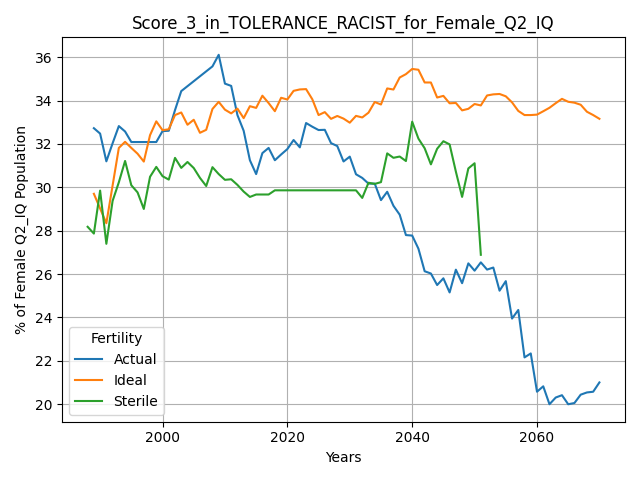 Score_3_in_TOLERANCE_RACIST_for_Female_Q2_IQ
% of Female Q2_IQ Population
36
34
32
30
28
26
24
22
20
Fertility
Actual
Ideal
Sterile
2000
2020
2040
2060
Years